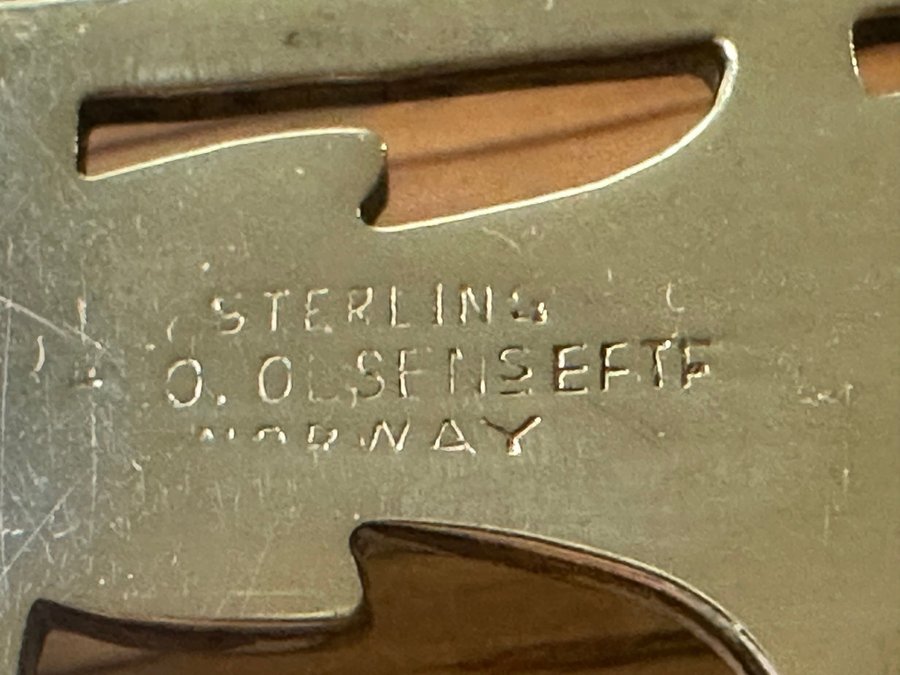 STERLING
O. OLSENS EFTF
NORWAY